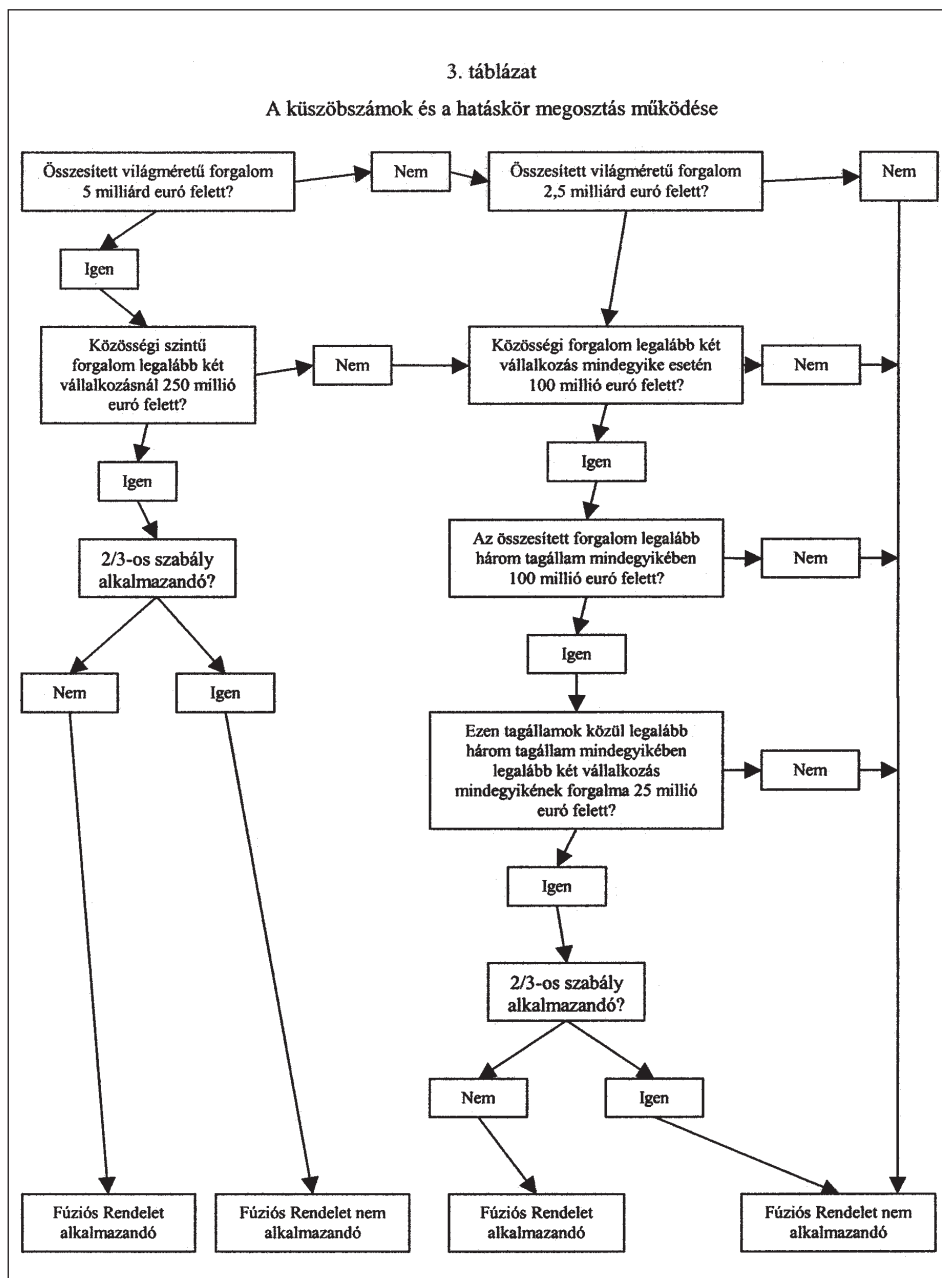 3. táblázat
A küszöbszámok és a hatáskör megosztás működése
Összesített világméretű forgalom
5 milliárd euró felett?
Nem
Összesített világméretű forgalom
2,5 milliárd euró felett?
Nem
Igen
Közösségi szintű
forgalom legalább két
vállalkozásnál 250 millió
euró felett?
Nem
Közösségi forgalom legalább két
vállalkozás mindegyike esetén
100 millió euró felett?
Nem
Igen
Igen
2/3-os szabály
alkalmazandó?
Az összesített forgalom legalább
három tagállam mindegyikében
100 millió euró felett?
Nem
Igen
Nem
Igen
Ezen tagállamok közül legalább
három tagállam mindegyikében
legalább két vállalkozás
mindegyikének forgalma 25 millió
euró felett?
Nem
Igen
2/3-os szabály
alkalmazandó?
Nem
Igen
Fúziós Rendelet
alkalmazandó
Fúziós Rendelet nem
alkalmazandó
Fúziós Rendelet
alkalmazandó
Fúziós Rendelet nem
alkalmazandó